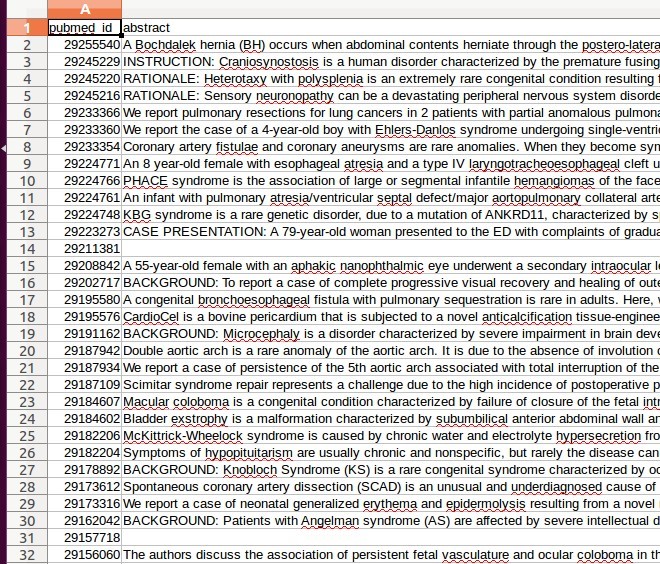 A
1 pubmed_id abstract
2 29255540 A Bochdalek hernia (BH) occurs when abdominal contents herniate through the postero-latera
3 29245229 INSTRUCTION: Craniosynostosis is a human disorder characterized by the premature fusing
4 29245220 RATIONALE: Heterotaxy with polysplenia is an extremely rare congenital condition resulting f
5 29245216 RATIONALE: Sensory neuronopathy can be a devastating peripheral nervous system disorde
6 29233366 We report pulmonary resections for lung cancers in 2 patients with partial anomalous pulmona
7 29233360 We report the case of a 4-year-old boy with Ehlers-Danlos syndrome undergoing single-ventri
8 29233354 Coronary artery fistulae and coronary aneurysms are rare anomalies. When they become sym
9 29224771 An 8 year-old female with esophageal atresia and a type IV laryngotracheoesophageal cleft u
10 29224766 PHACE syndrome is the association of large or segmental infantile hemangiomas of the face
11 29224761 An infant with pulmonary atresia/ventricular septal defect/major aortopulmonary collateral arte
12 29224748 KBG syndrome is a rare genetic disorder, due to a mutation of ANKRD11, characterized by s
13 29223273 CASE PRESENTATION: A 79-year-old woman presented to the ED with complaints of gradua
14 29211381
15 29208842 A 55-year-old female with an aphakic nanophthalmic eye underwent a secondary intraocular l
16 29202717 BACKGROUND: To report a case of complete progressive visual recovery and healing of oute
17 29195580 A congenital bronchoesophageal fistula with pulmonary sequestration is rare in adults. Here, w
18 29195576 CardioCel is a bovine pericardium that is subjected to a novel anticalcification tissue-enginee
19 29191162 BACKGROUND: Microcephaly is a disorder characterized by severe impairment in brain deve
20 29187942 Double aortic arch is a rare anomaly of the aortic arch. It is due to the absence of involution o
21 29187934 We report a case of persistence of the 5th aortic arch associated with total interruption of the
22 29187109 Scimitar syndrome repair represents a challenge due to the high incidence of postoperative p
23 29184607 Macular coloboma is a congenital condition characterized by failure of closure of the fetal intr
24 29184602 Bladder exstrophy is a malformation characterized by subumbilical anterior abdominal wall an
25 29182206 McKittrick-Wheelock syndrome is caused by chronic water and electrolyte hypersecretion fro
26 29182204 Symptoms of hypopituitarism are usually chronic and nonspecific, but rarely the disease can
27 29178892 BACKGROUND: Knobloch Syndrome (KS) is a rare congenital syndrome characterized by oc
28 29173612 Spontaneous coronary artery dissection (SCAD) is an unusual and underdiagnosed cause of
29 29173316 We report a case of neonatal generalized erythema and epidermolysis resulting from a novel
30 29162042 BACKGROUND: Patients with Angelman syndrome (AS) are affected by severe intellectual d
31 29157718
32 29156060 The authors discuss the association of persistent fetal vasculature and ocular coloboma in th